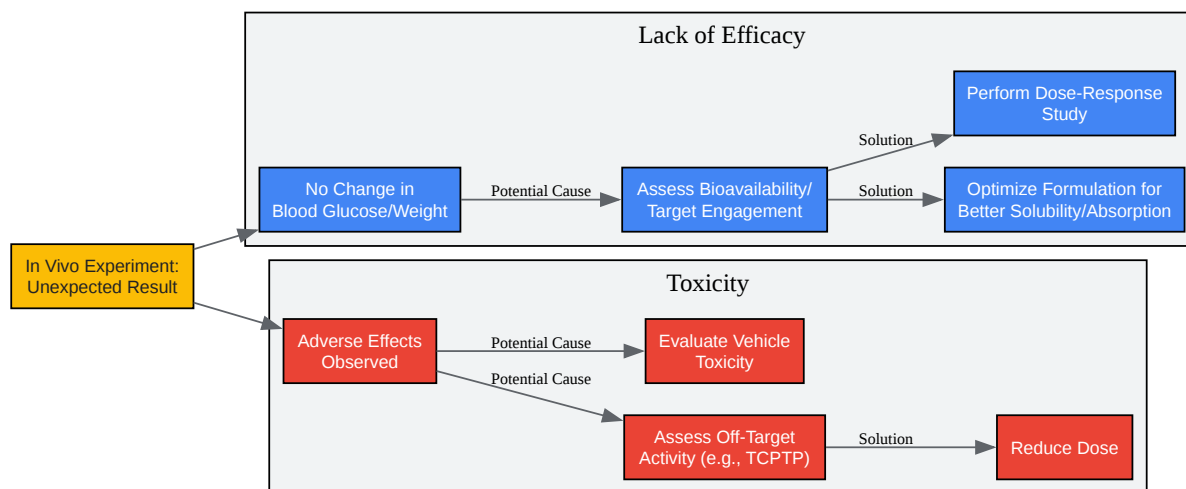 Lack of Efficacy
Perform Dose-Response
Study
Solution
No Change in
Blood Glucose/Weight
Potential Cause
Assess Bioavailability/
Target Engagement
Solution
Optimize Formulation for
Better Solubility/Absorption
In Vivo Experiment:
Unexpected Result
Toxicity
Adverse Effects
Observed
Potential Cause
Evaluate Vehicle
Toxicity
Potential Cause
Assess Off-Target
Activity (e.g., TCPTP)
Solution
Reduce Dose